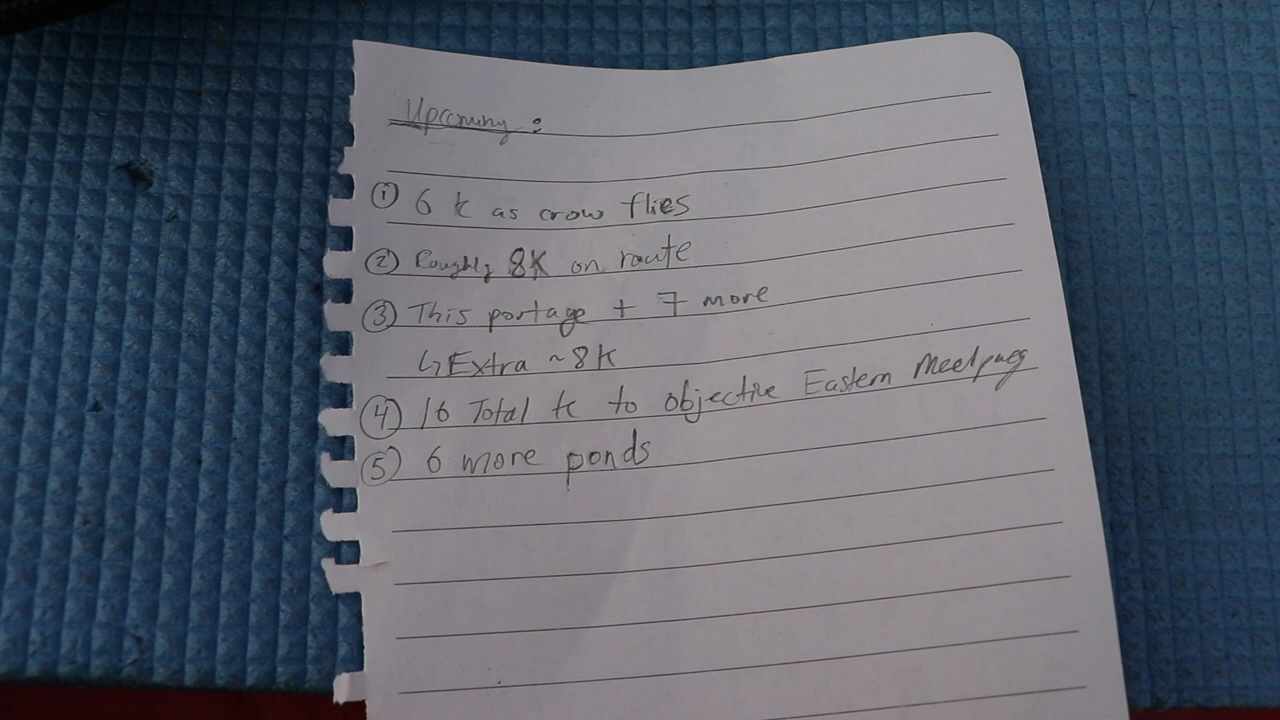 Upcoming :
① 6 k as crow flies
② Roughly 8K on route
③ This portage + 7 more
↳ Extra ~ 8K
④ 16 Total k to objective Eastern Meelpaeg
⑤ 6 more ponds